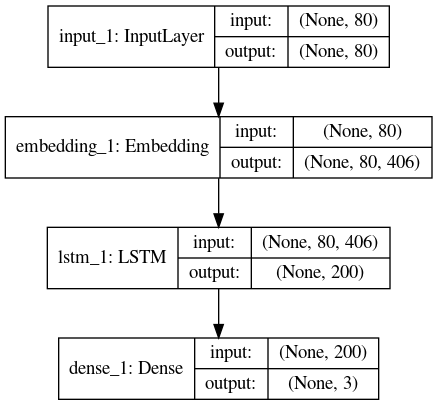 input_1: InputLayer
input: (None, 80)
output: (None, 80)
embedding_1: Embedding
input: (None, 80)
output: (None, 80, 406)
lstm_1: LSTM
input: (None, 80, 406)
output: (None, 200)
dense_1: Dense
input: (None, 200)
output: (None, 3)